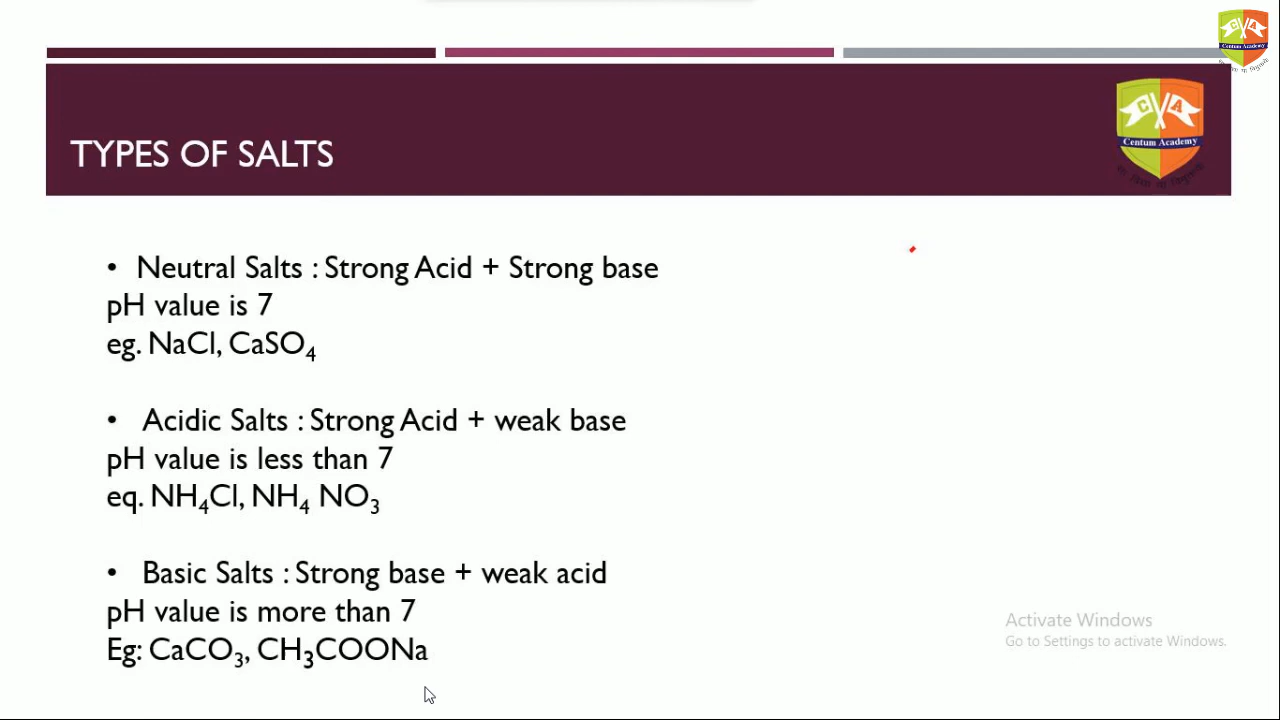 Centum Academy
TYPES OF SALTS
Centum Academy
• Neutral Salts : Strong Acid + Strong base
pH value is 7
eg. NaCl, CaSO₄
• Acidic Salts : Strong Acid + weak base
pH value is less than 7
eq. NH₄Cl, NH₄ NO₃
• Basic Salts : Strong base + weak acid
pH value is more than 7
Eg: CaCO₃, CH₃COONa
Activate Windows
Go to Settings to activate Windows.